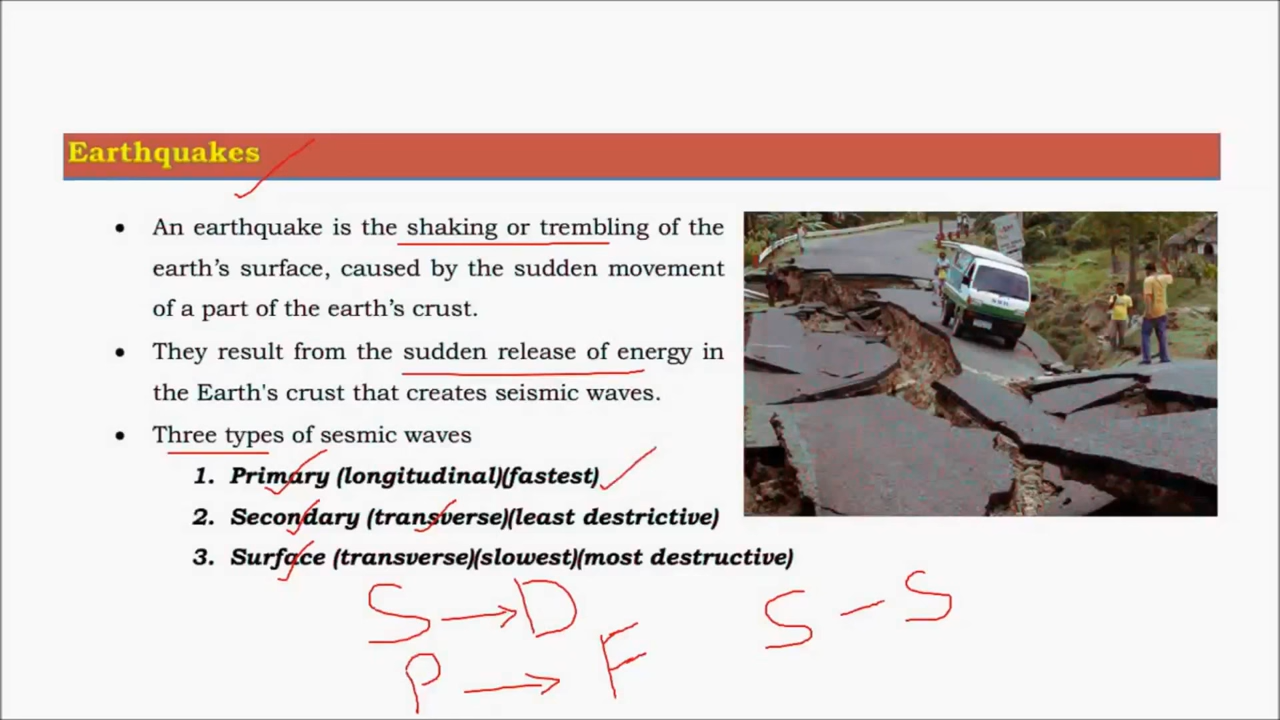 Earthquakes
• An earthquake is the shaking or trembling of the
earth's surface, caused by the sudden movement
of a part of the earth's crust.
• They result from the sudden release of energy in
the Earth's crust that creates seismic waves.
• Three types of sesmic waves
1. Primary (longitudinal)(fastest)
2. Secondary (transverse)(least destrictive)
3. Surface (transverse)(slowest)(most destructive)
S → D
S - S
P → F